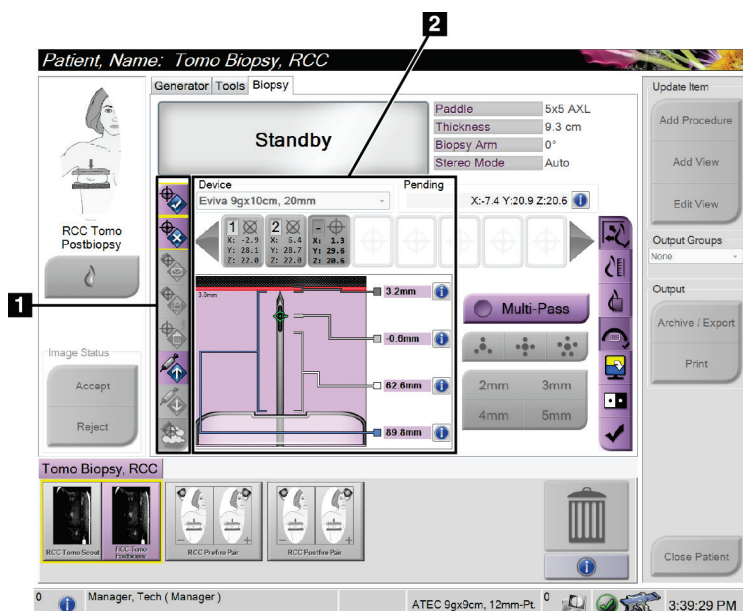 2
Patient, Name: Tomo Biopsy, RCC
Generator Tools Biopsy
Update Item
Standby
Paddle 5x5 AXL
Thickness 9.3 cm
Biopsy Arm 0°
Stereo Mode Auto
Add Procedure
Add View
Edit View
Device Pending
Eviva 9gx10cm, 20mm
X:-7.4 Y:20.9 Z:20.6
RCC Tomo
Postbiopsy
1 2 -
X: -2.9 X: 6.4 X: 1.3
Y: 28.1 Y: 28.7 Y: 29.6
Z: 22.0 Z: 22.0 Z: 20.6
Output Groups
None
3.0mm
3.2mm
1
Multi-Pass
Output
Archive / Export
Print
-0.6mm
Image Status
Accept
Reject
62.6mm
2mm 3mm
4mm 5mm
89.8mm
Tomo Biopsy, RCC
RCC Tomo Scout
RCC Tomo
Postbiopsy
RCC Prefire Pair
RCC Postfire Pair
Close Patient
0 Manager, Tech ( Manager ) ATEC 9gx9cm, 12mm-Pt. 0 3:39:29 PM